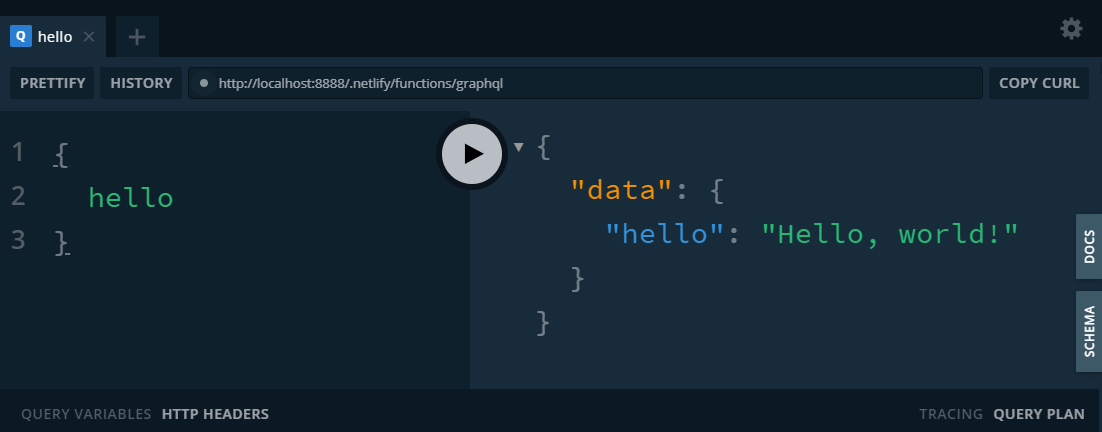 Q hello ×
+
PRETTIFY HISTORY http://localhost:8888/.netlify/functions/graphql COPY CURL
1 {
2 hello
3 }
{
"data": {
"hello": "Hello, world!"
}
}
DOCS
SCHEMA
QUERY VARIABLES HTTP HEADERS TRACING QUERY PLAN